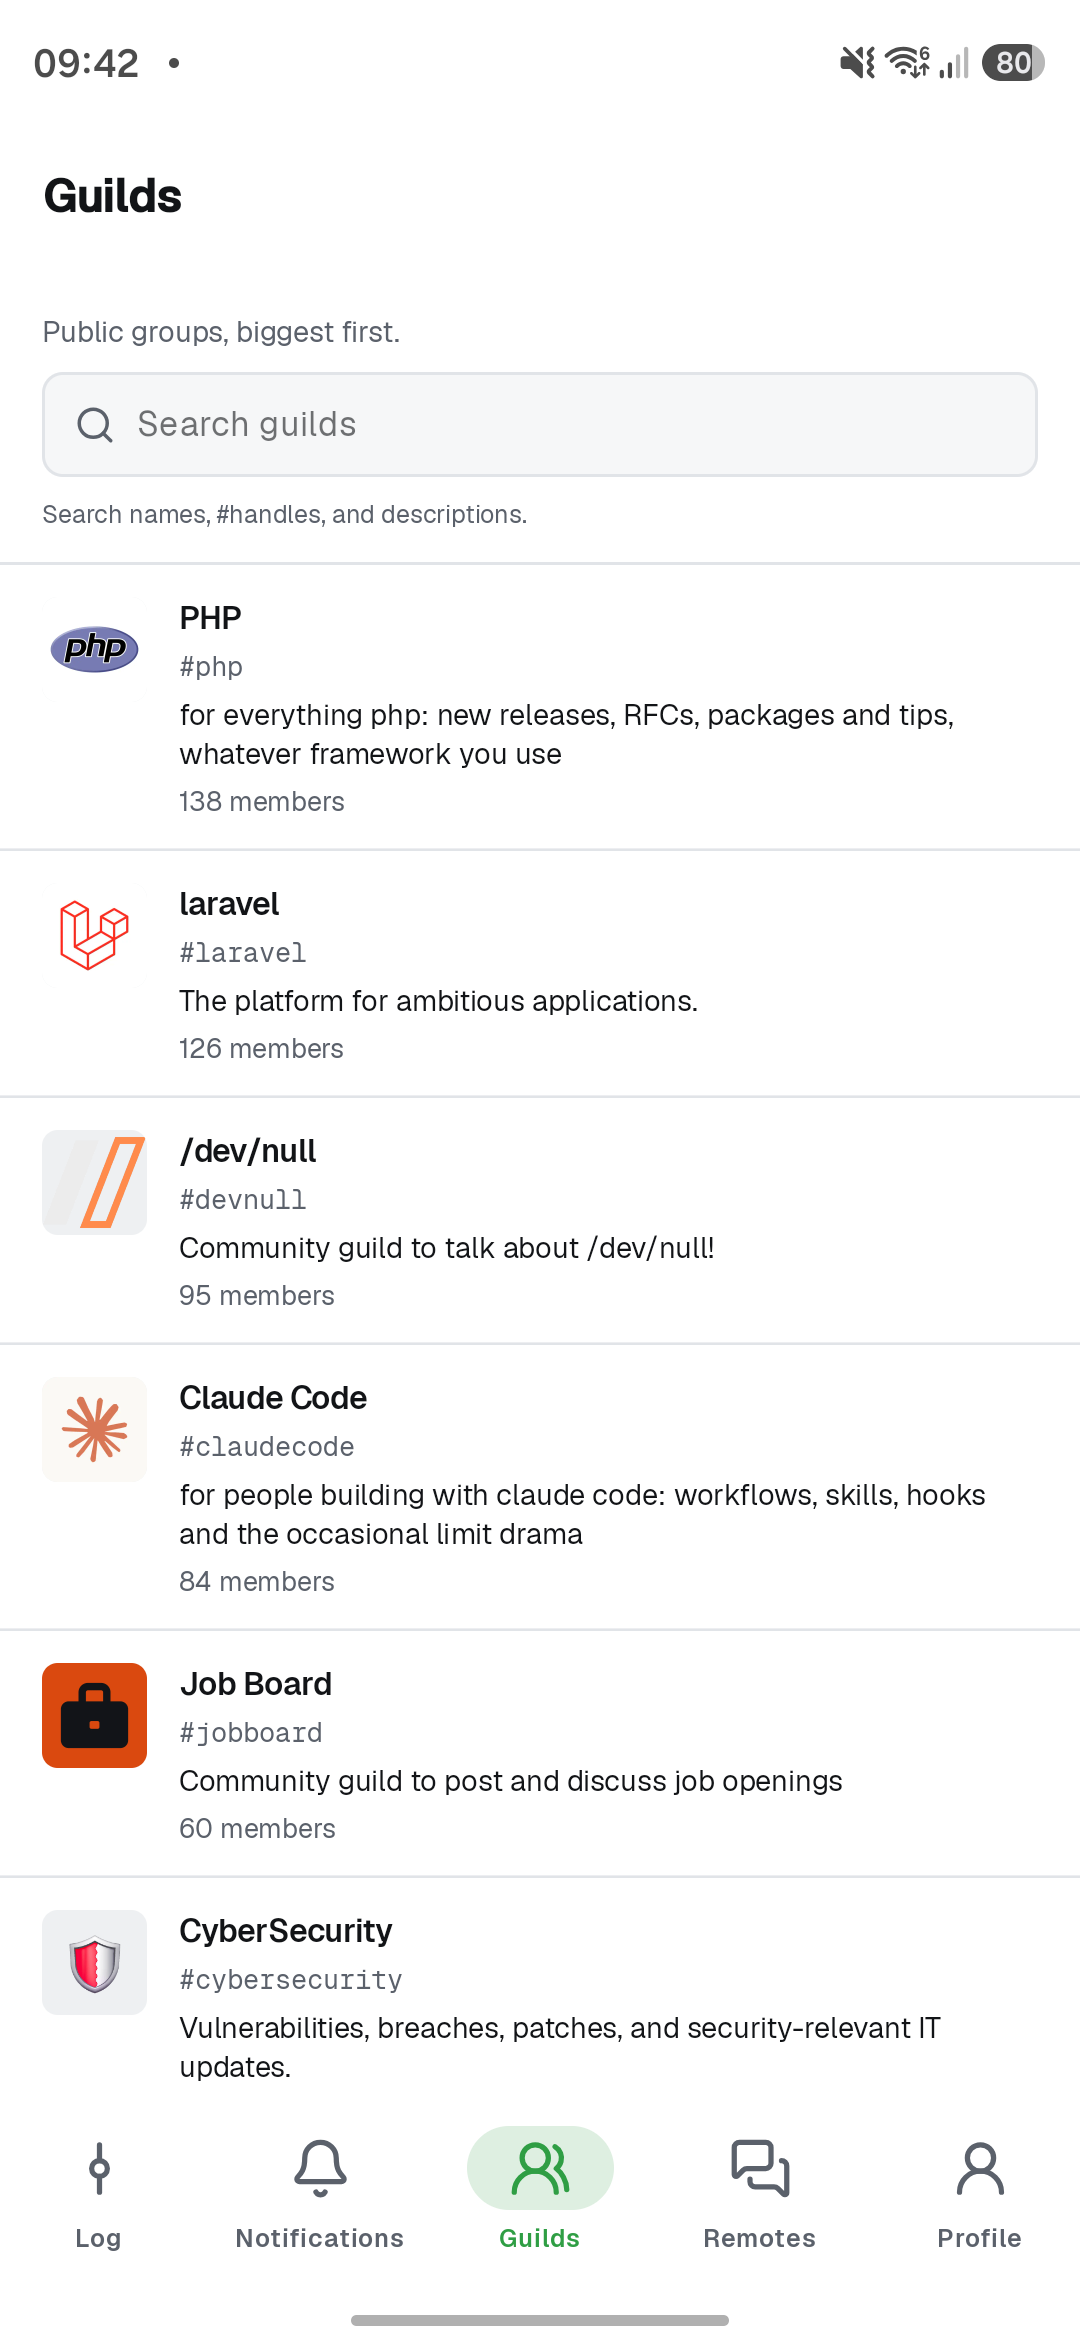 09:42
6
80
Guilds
Public groups, biggest first.
Search guilds
Search names, #handles, and descriptions.
php
PHP
#php
for everything php: new releases, RFCs, packages and tips,
whatever framework you use
138 members
laravel
#laravel
The platform for ambitious applications.
126 members
/dev/null
#devnull
Community guild to talk about /dev/null!
95 members
Claude Code
#claudecode
for people building with claude code: workflows, skills, hooks
and the occasional limit drama
84 members
Job Board
#jobboard
Community guild to post and discuss job openings
60 members
CyberSecurity
#cybersecurity
Vulnerabilities, breaches, patches, and security-relevant IT
updates.
Log
Notifications
Guilds
Remotes
Profile